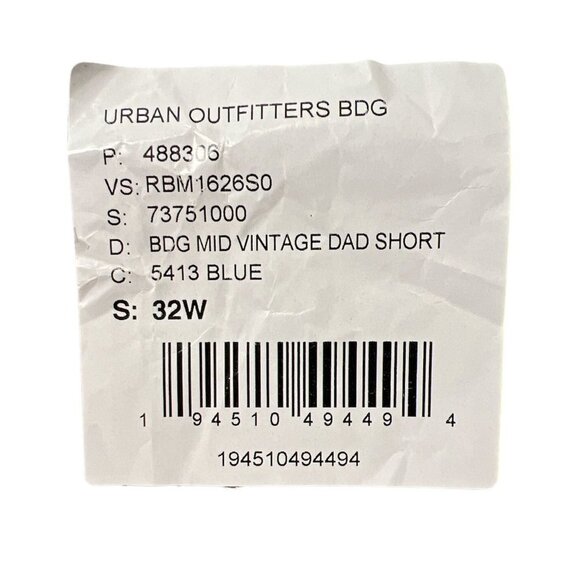 URBAN OUTFITTERS BDG
P: 488306
VS: RBM1626S0
S: 73751000
D: BDG MID VINTAGE DAD SHORT
C: 5413 BLUE
S: 32W
1 94510 49449 4
194510494494